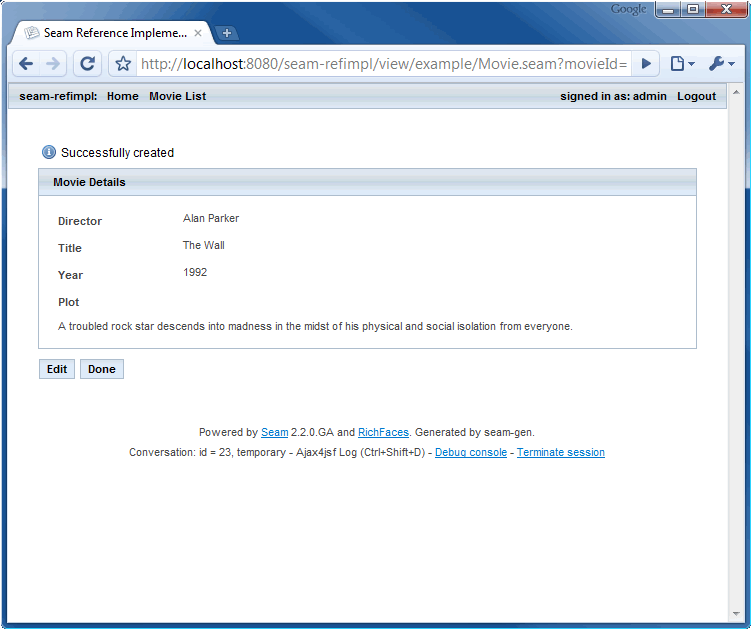 Google
Seam Reference Impleme...
http://localhost:8080/seam-refimpl/view/example/Movie.seam?movieId=
seam-refimpl: Home Movie List signed in as: admin Logout
Successfully created
Movie Details
Director Alan Parker
Title The Wall
Year 1992
Plot
A troubled rock star descends into madness in the midst of his physical and social isolation from everyone.
Edit Done
Powered by Seam 2.2.0.GA and RichFaces. Generated by seam-gen.
Conversation: id = 23, temporary - Ajax4jsf Log (Ctrl+Shift+D) - Debug console - Terminate session